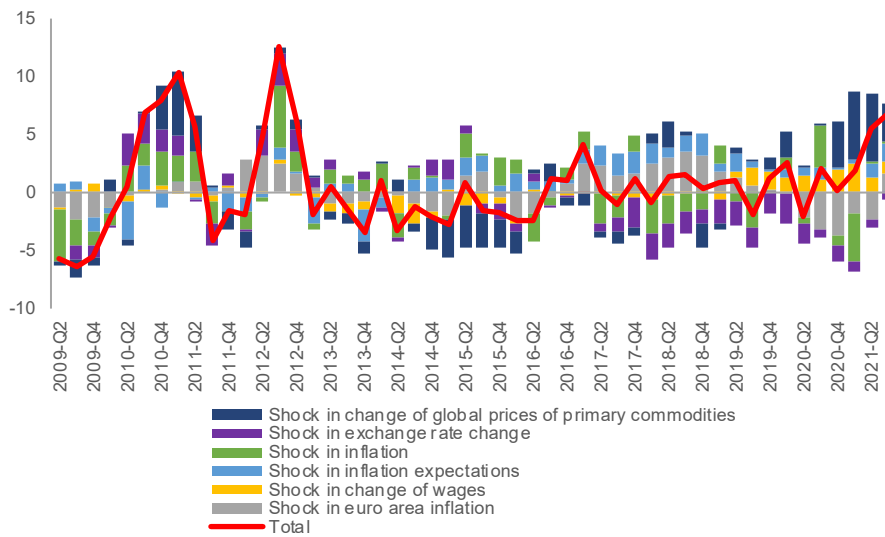 15
10
5
0
-5
-10
2009-Q2
2009-Q4
2010-Q2
2010-Q4
2011-Q2
2011-Q4
2012-Q2
2012-Q4
2013-Q2
2013-Q4
2014-Q2
2014-Q4
2015-Q2
2015-Q4
2016-Q2
2016-Q4
2017-Q2
2017-Q4
2018-Q2
2018-Q4
2019-Q2
2019-Q4
2020-Q2
2020-Q4
2021-Q2
Shock in change of global prices of primary commodities
Shock in exchange rate change
Shock in inflation
Shock in inflation expectations
Shock in change of wages
Shock in euro area inflation
Total